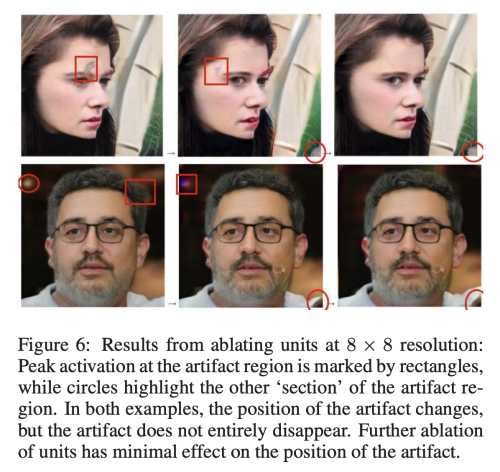 Figure 6: Results from ablating units at 8 × 8 resolution:
Peak activation at the artifact region is marked by rectangles,
while circles highlight the other ‘section’ of the artifact re-
gion. In both examples, the position of the artifact changes,
but the artifact does not entirely disappear. Further ablation
of units has minimal effect on the position of the artifact.